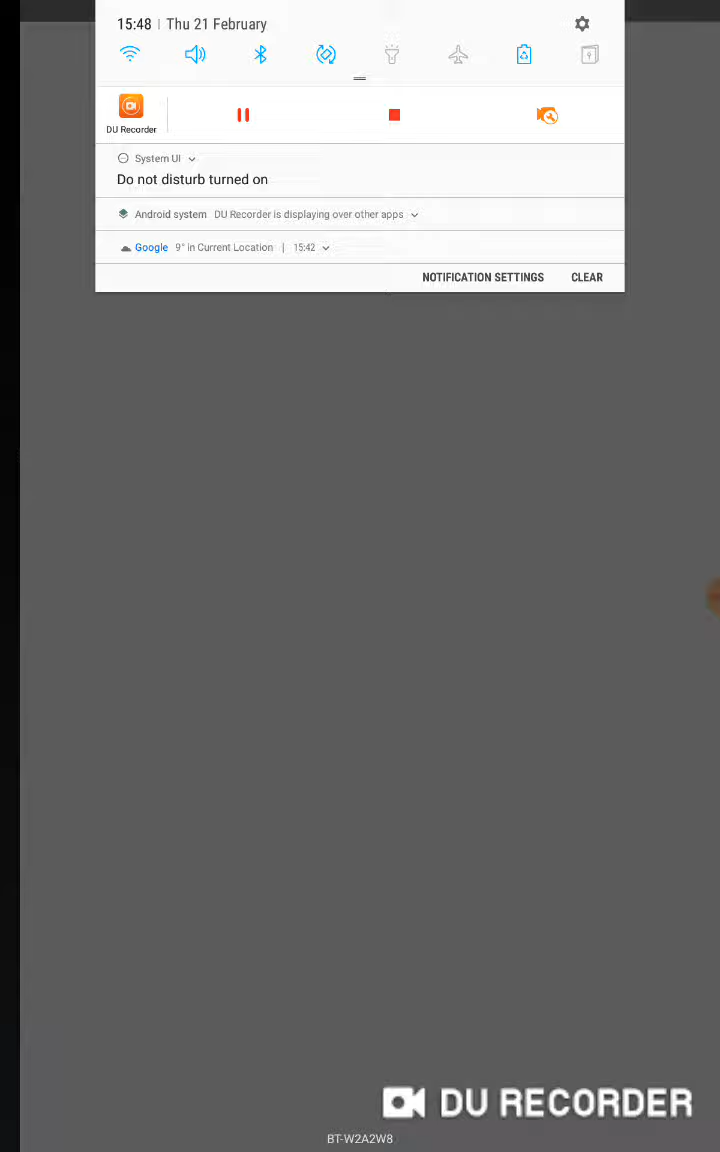 15:48 | Thu 21 February
DU Recorder
System UI
Do not disturb turned on
Android system DU Recorder is displaying over other apps
Google 9° in Current Location | 15:42
NOTIFICATION SETTINGS CLEAR
DU RECORDER
BT-W2A2W8